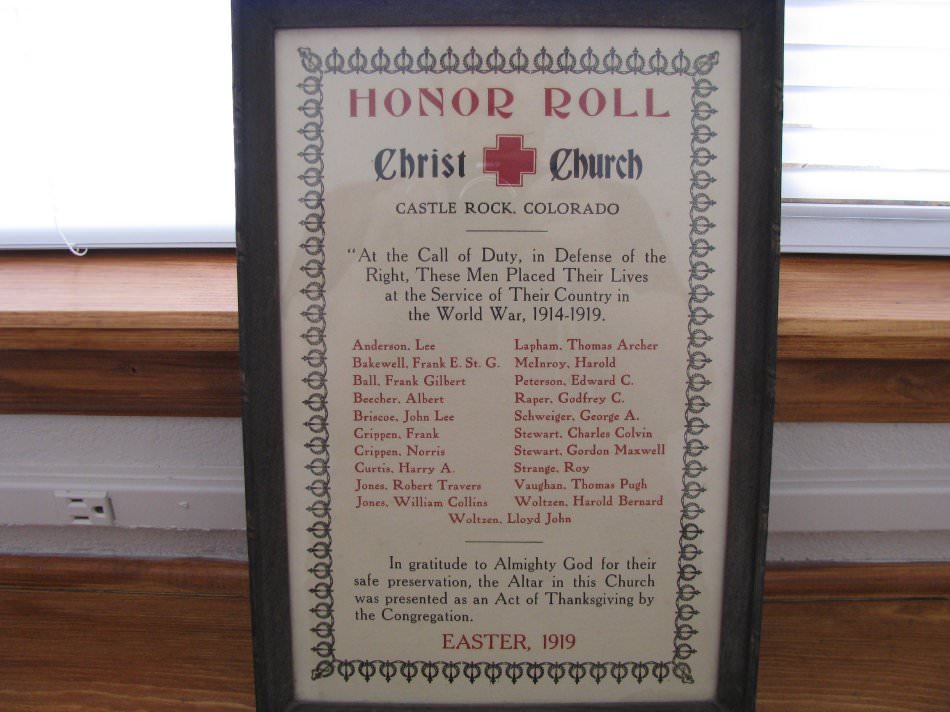 HONOR ROLL
Christ Church
CASTLE ROCK, COLORADO
"At the Call of Duty, in Defense of the
Right, These Men Placed Their Lives
at the Service of Their Country in
the World War, 1914-1919.
Anderson, Lee
Bakewell, Frank E. St. G.
Ball, Frank Gilbert
Beecher, Albert
Briscoe, John Lee
Crippen, Frank
Crippen, Norris
Curtis, Harry A.
Jones, Robert Travers
Jones, William Collins
Lapham, Thomas Archer
McInroy, Harold
Peterson, Edward C.
Raper, Godfrey C.
Schweiger, George A.
Stewart, Charles Colvin
Stewart, Gordon Maxwell
Strange, Roy
Vaughan, Thomas Pugh
Woltzen, Harold Bernard
Woltzen, Lloyd John
In gratitude to Almighty God for their
safe preservation, the Altar in this Church
was presented as an Act of Thanksgiving by
the Congregation.
EASTER, 1919